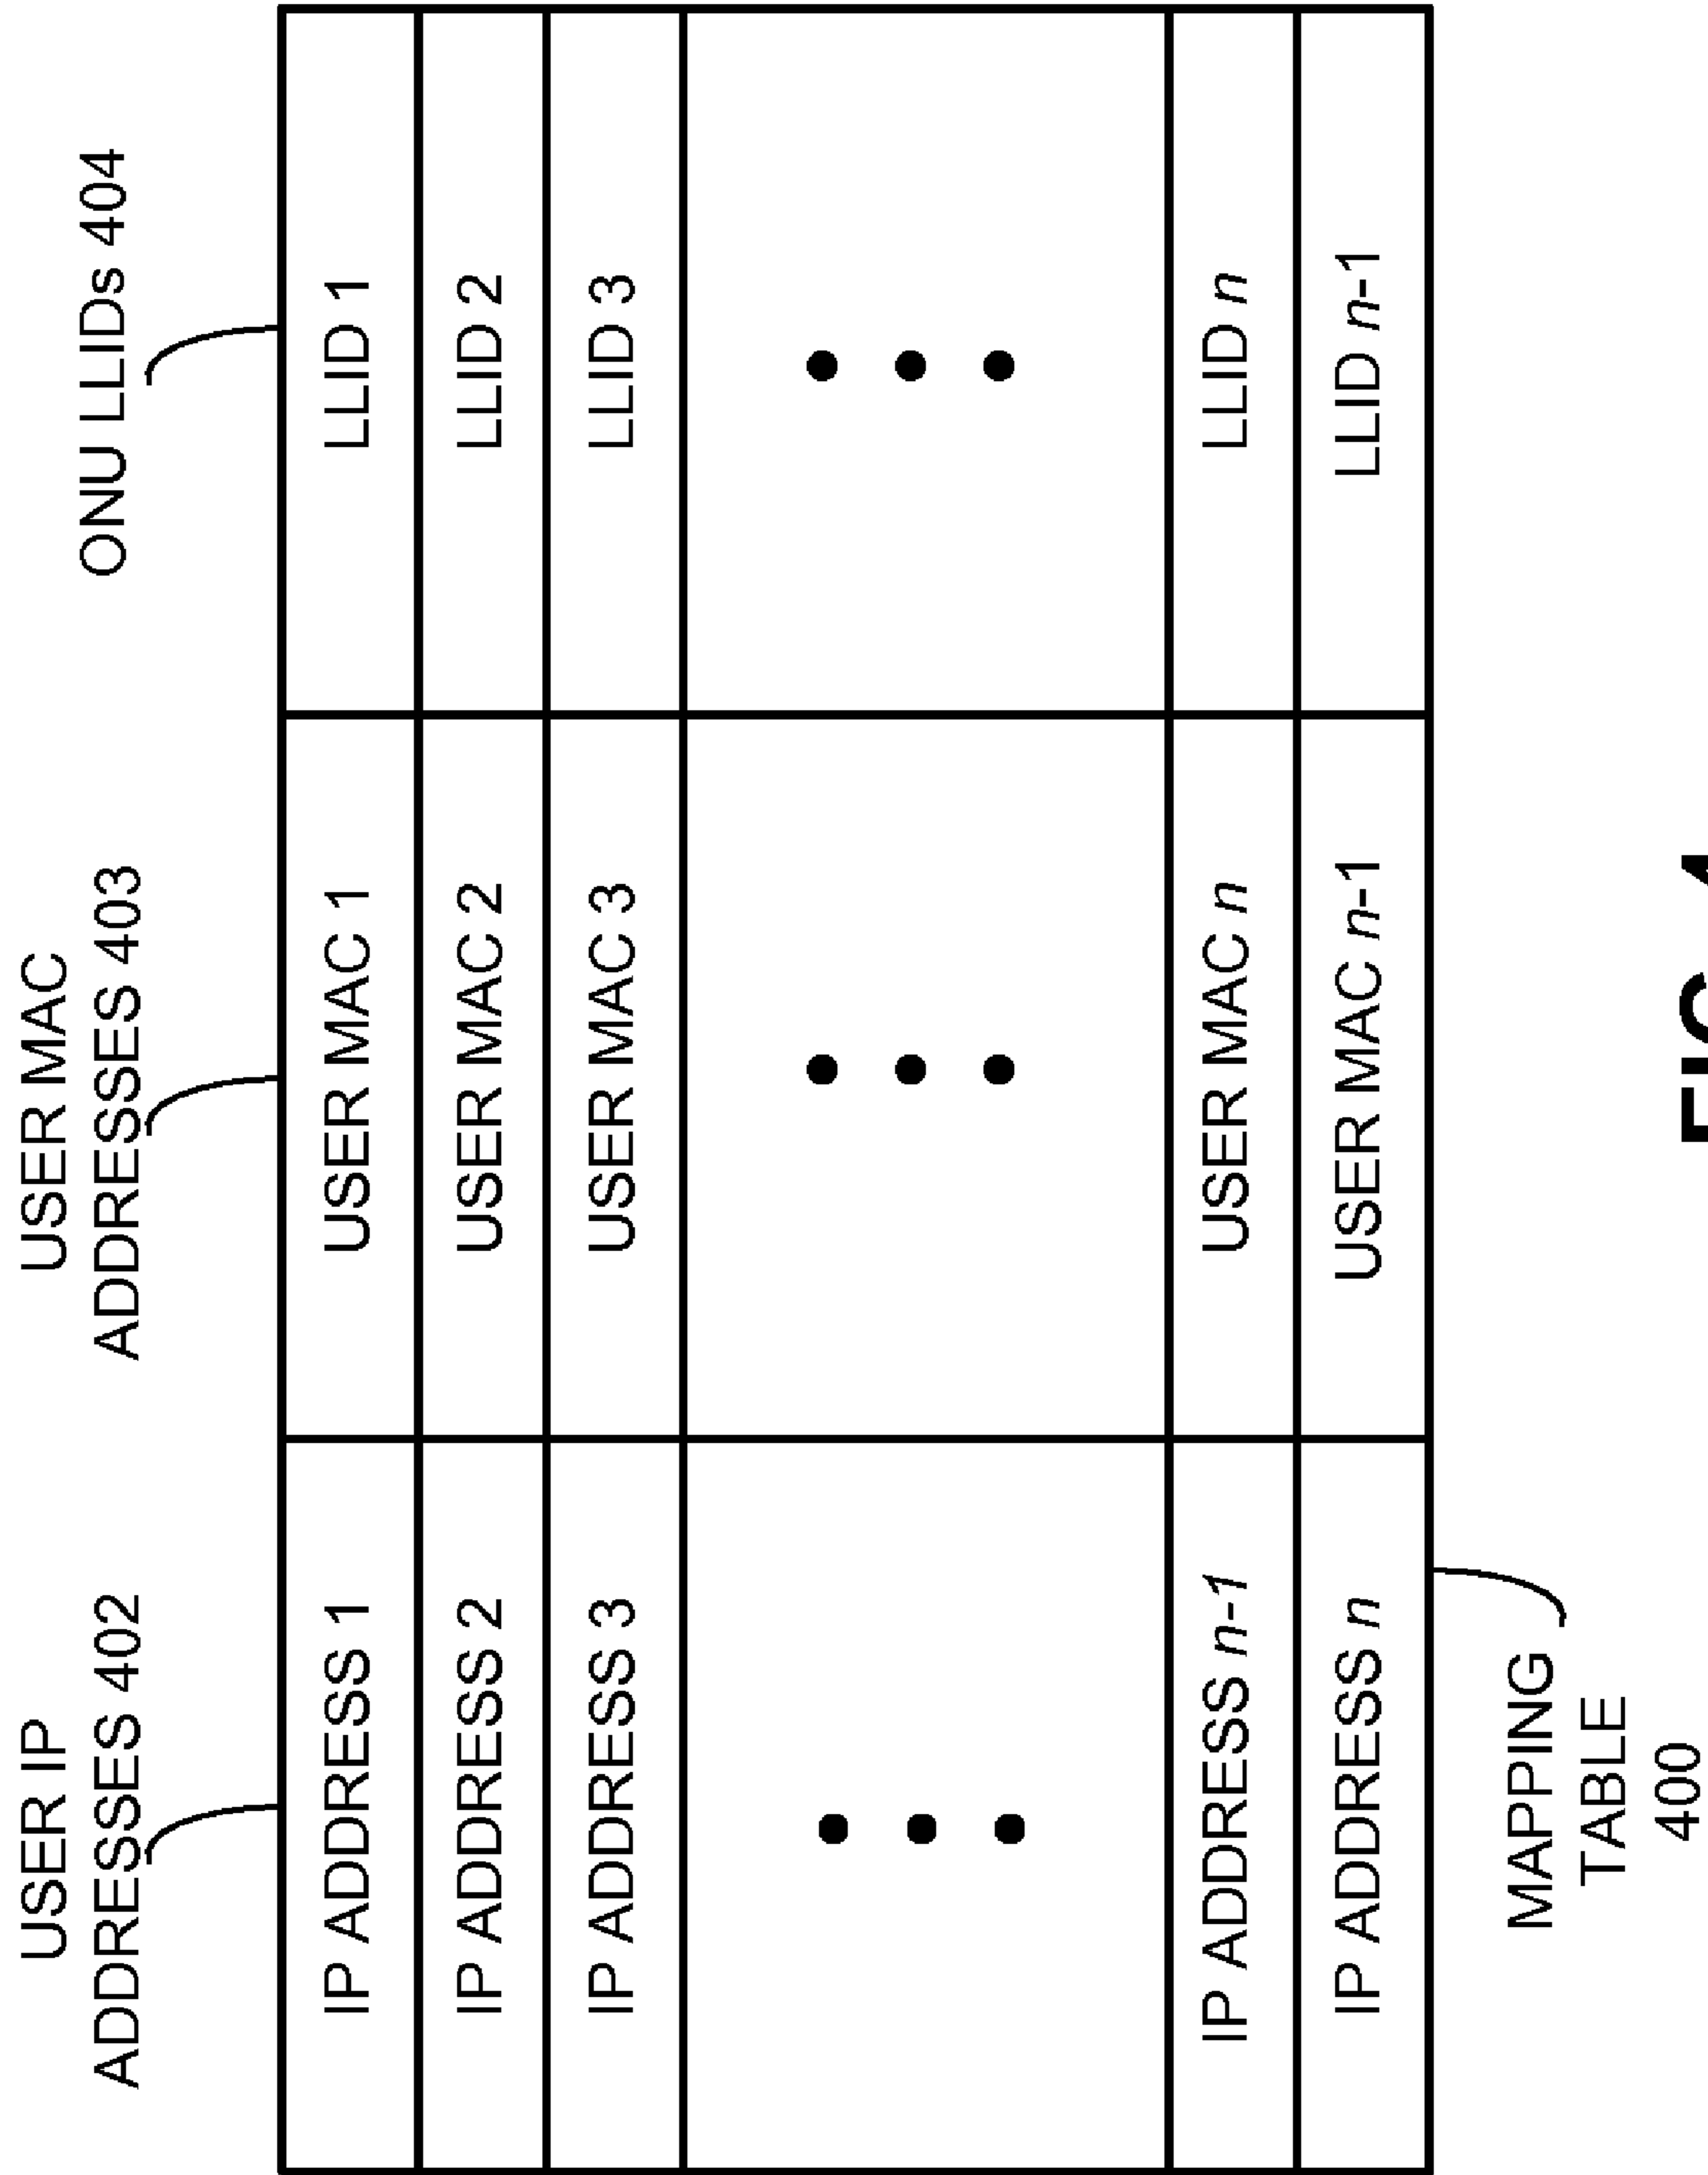 USER IP
ADDRESSES 402
USER MAC
ADDRESSES 403
ONU LLIDs 404
IP ADDRESS 1
USER MAC 1
LLID 1
IP ADDRESS 2
USER MAC 2
LLID 2
IP ADDRESS 3
USER MAC 3
LLID 3
IP ADDRESS n-1
USER MAC n
LLID n
IP ADDRESS n
USER MAC n-1
LLID n-1
MAPPING
TABLE
400